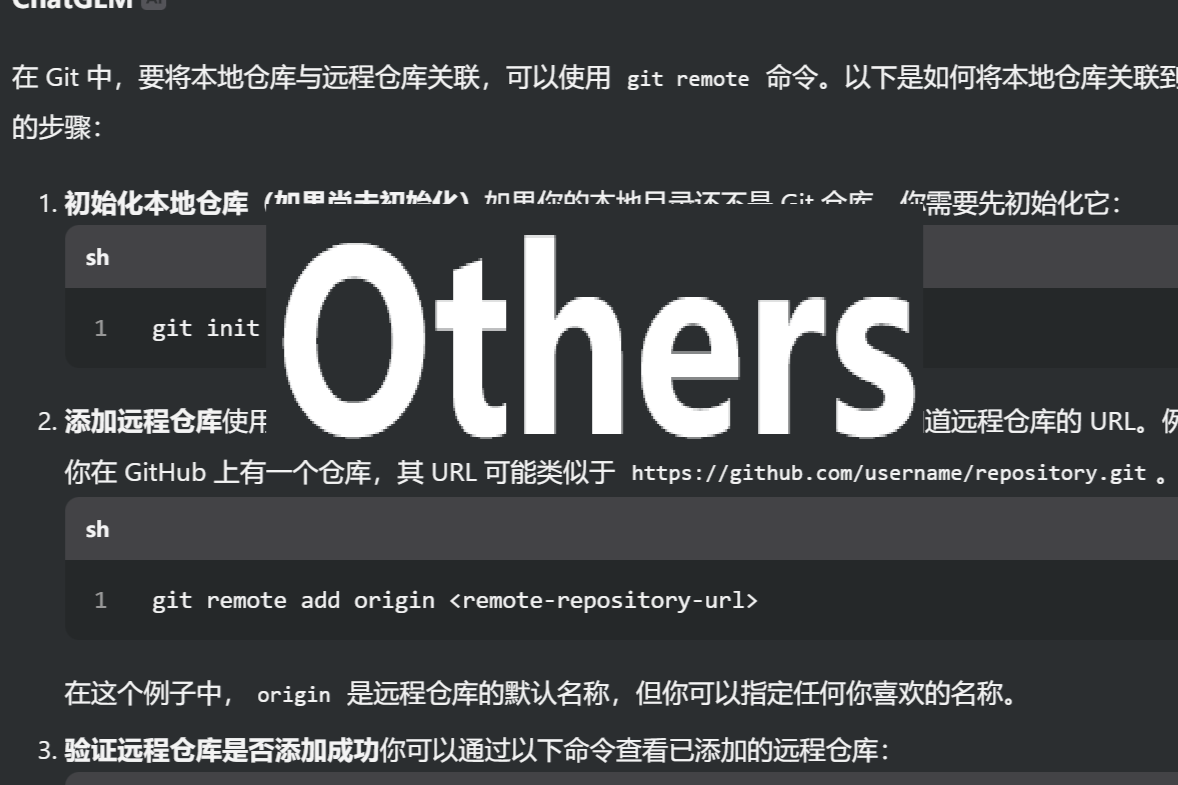 ChatGLM AI
在 Git 中，要将本地仓库与远程仓库关联，可以使用 git remote 命令。以下是如何将本地仓库关联到
的步骤：
1. 初始化本地仓库（如果尚未初始化）如果你的本地目录还不是 Git 仓库，你需要先初始化它：
sh
1 git init
Others
2. 添加远程仓库使用 道远程仓库的 URL。例
你在 GitHub 上有一个仓库，其 URL 可能类似于 https://github.com/username/repository.git 。
sh
1 git remote add origin <remote-repository-url>
在这个例子中， origin 是远程仓库的默认名称，但你可以指定任何你喜欢的名称。
3. 验证远程仓库是否添加成功你可以通过以下命令查看已添加的远程仓库：